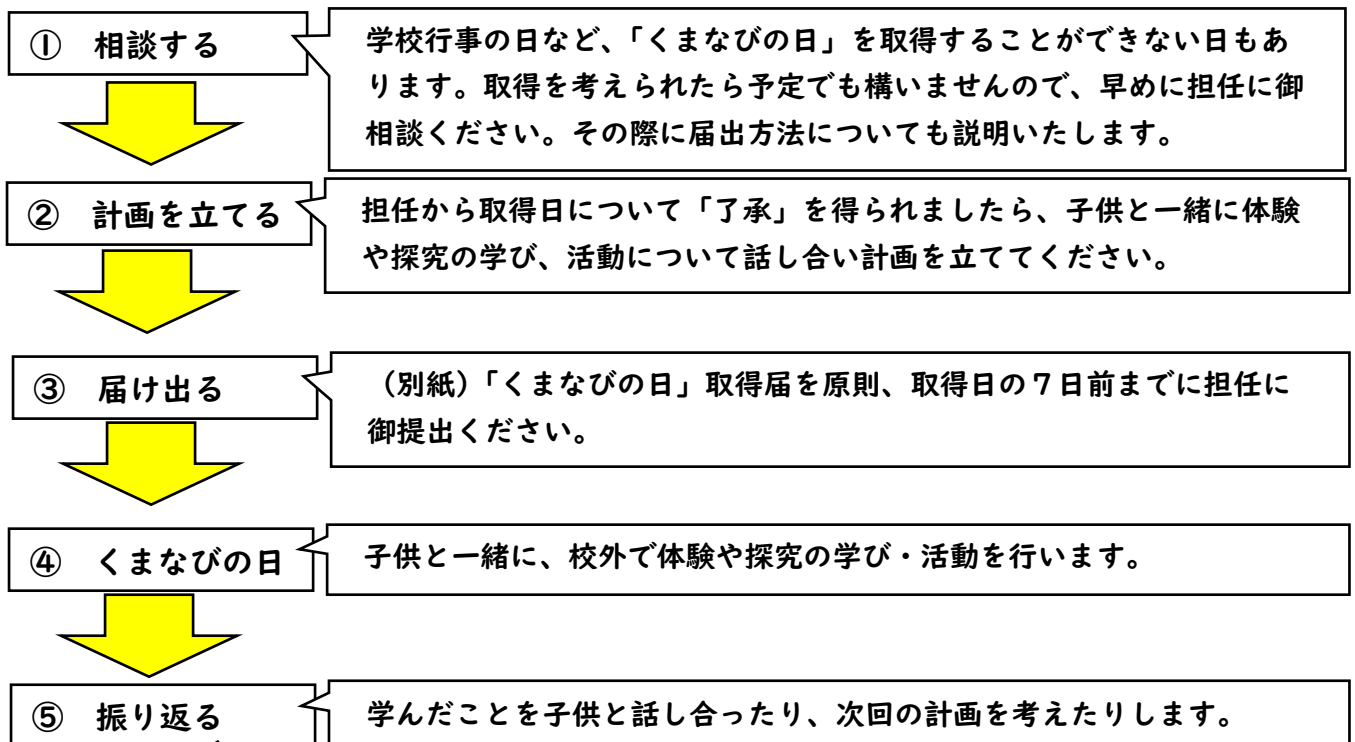 ① 相談する
学校行事の日など、「くまなびの日」を取得することができない日もあ
ります。取得を考えられたら予定でも構いませんので、早めに担任に御
相談ください。その際に届出方法についても説明いたします。
② 計画を立てる
担任から取得日について「了承」を得られましたら、子供と一緒に体験
や探究の学び、活動について話し合い計画を立ててください。
③ 届け出る
（別紙）「くまなびの日」取得届を原則、取得日の７日前までに担任に
御提出ください。
④ くまなびの日
子供と一緒に、校外で体験や探究の学び・活動を行います。
⑤ 振り返る
学んだことを子供と話し合ったり、次回の計画を考えたりします。